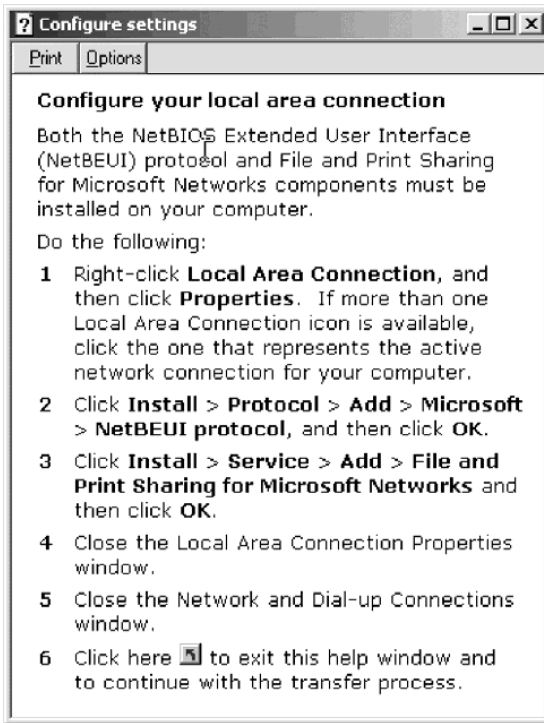 Configure settings
Print Options
Configure your local area connection
Both the NetBIOS Extended User Interface
(NetBEUI) protocol and File and Print Sharing
for Microsoft Networks components must be
installed on your computer.
Do the following:
1 Right-click Local Area Connection, and
then click Properties. If more than one
Local Area Connection icon is available,
click the one that represents the active
network connection for your computer.
2 Click Install > Protocol > Add > Microsoft
> NetBEUI protocol, and then click OK.
3 Click Install > Service > Add > File and
Print Sharing for Microsoft Networks and
then click OK.
4 Close the Local Area Connection Properties
window.
5 Close the Network and Dial-up Connections
window.
6 Click here to exit this help window and
to continue with the transfer process.